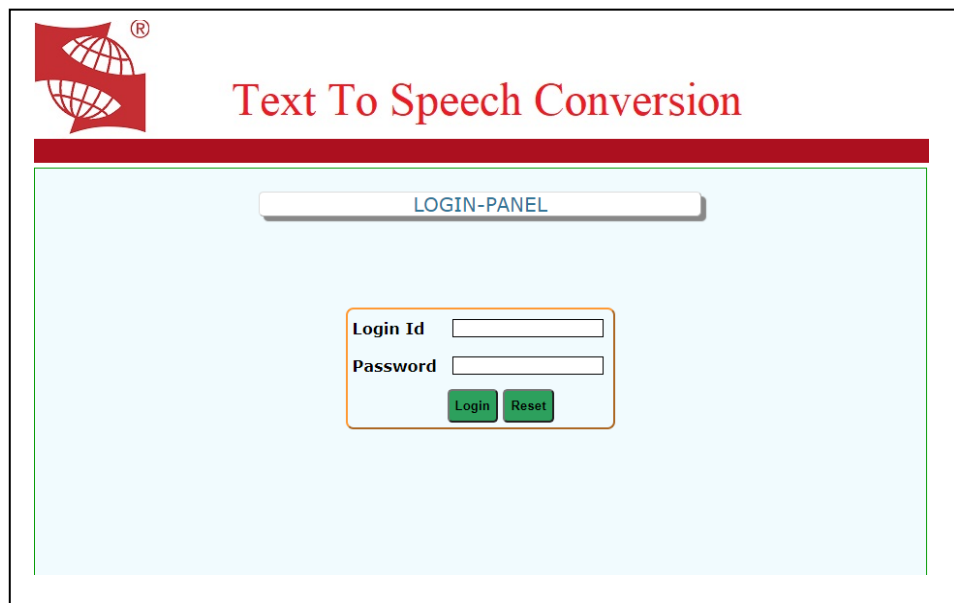 ®
Text To Speech Conversion
LOGIN-PANEL
Login Id
Password
Login Reset